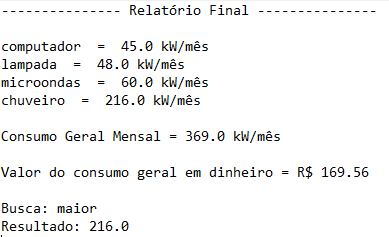 --------------- Relatório Final ---------------
computador  =  45.0 kW/mês
lampada  =  48.0 kW/mês
microondas  =  60.0 kW/mês
chuveiro  =  216.0 kW/mês
Consumo Geral Mensal = 369.0 kW/mês
Valor do consumo geral em dinheiro = R$ 169.56
Busca: maior
Resultado: 216.0